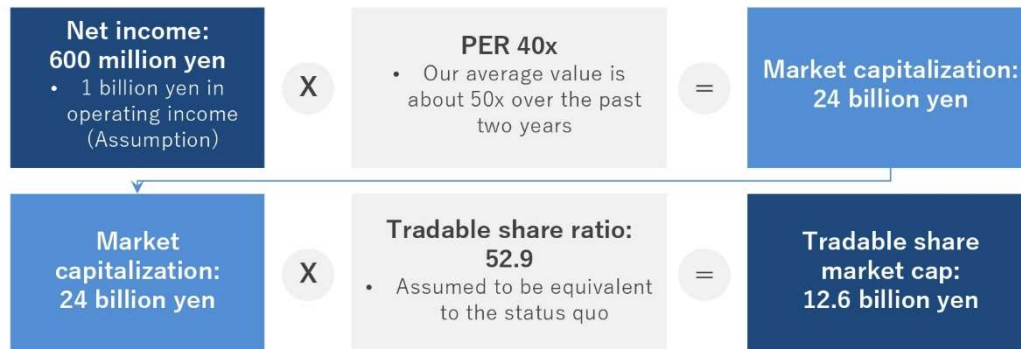 Net income:
600 million yen
• 1 billion yen in
operating income
(Assumption)
X
PER 40x
• Our average value is
about 50x over the past
two years
=
Market capitalization:
24 billion yen
Market
capitalization:
24 billion yen
X
Tradable share ratio:
52.9
• Assumed to be equivalent
to the status quo
=
Tradable share
market cap:
12.6 billion yen